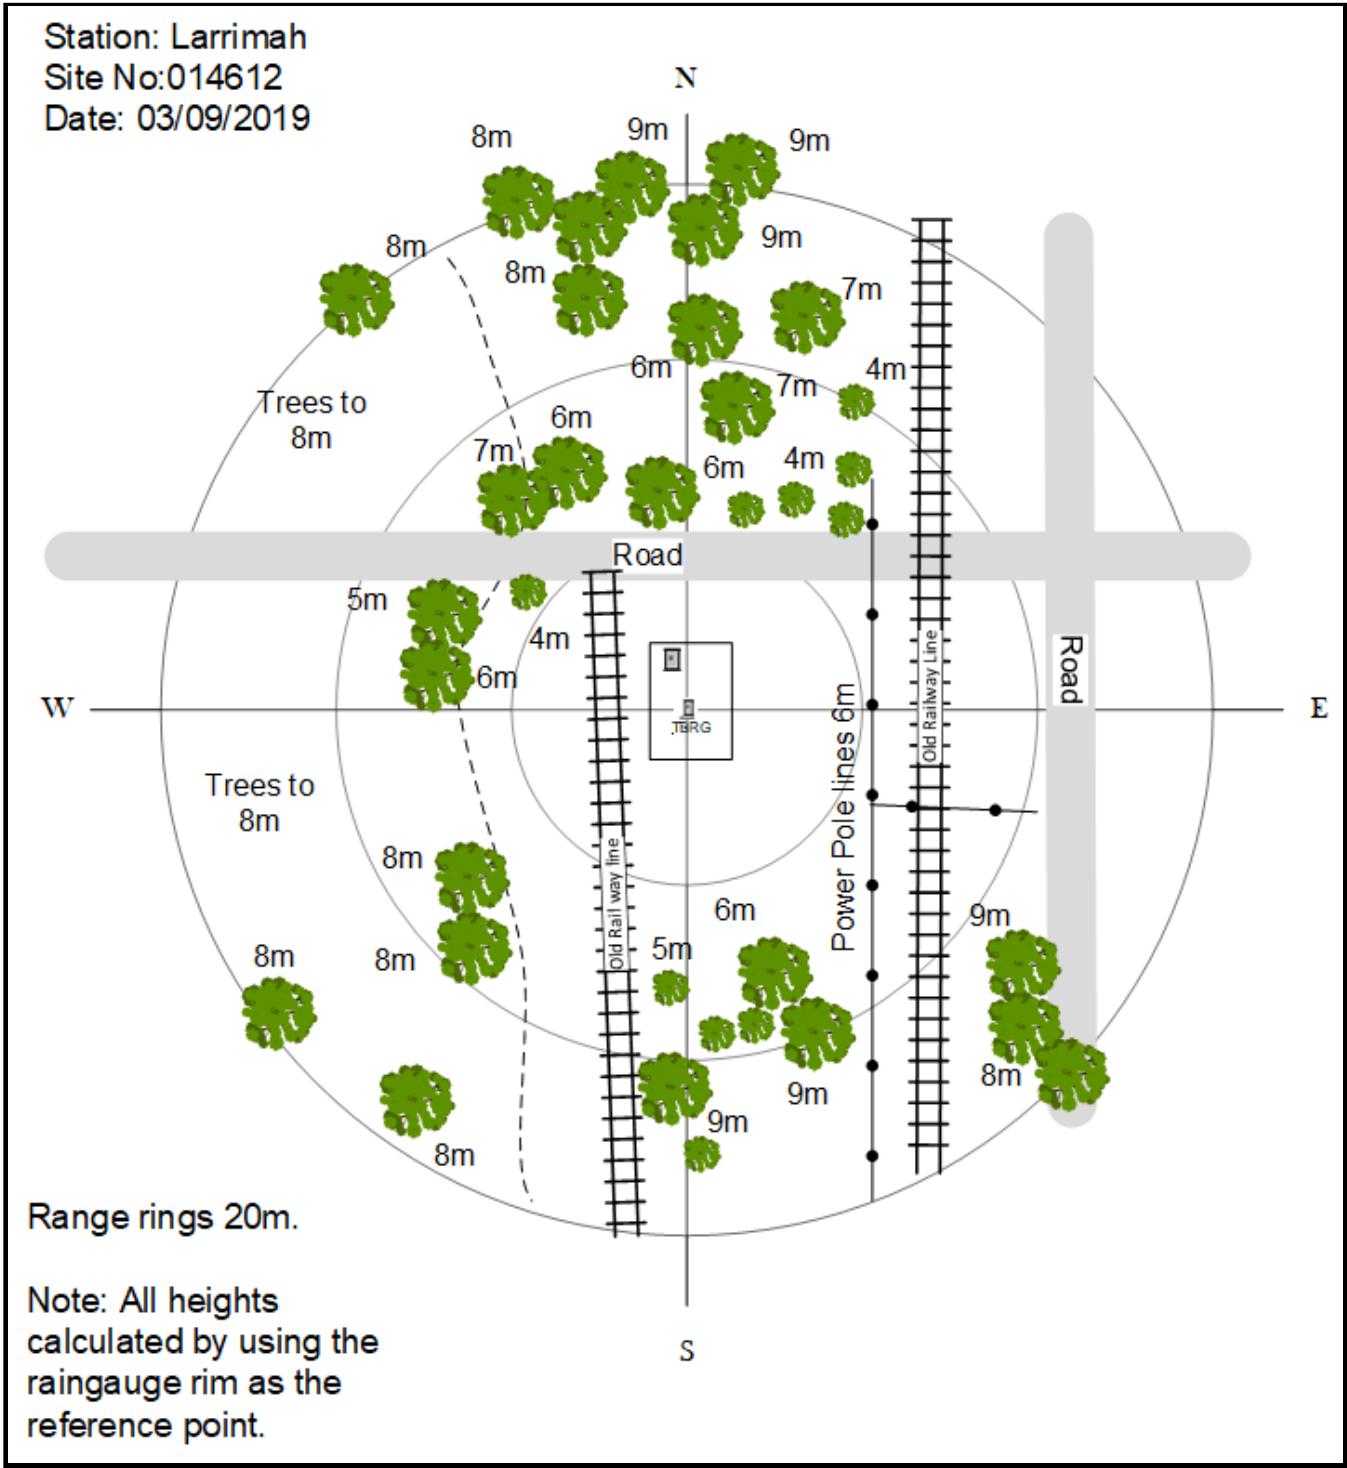 Station: Larrimah
Site No:014612
Date: 03/09/2019
N
8m
9m
9m
9m
8m
8m
7m
6m
4m
7m
Trees to
8m
6m
7m
6m
4m
Road
5m
4m
6m
W
E
TBRG
Road
Old Railway Line
Power Pole lines 6m
Trees to
8m
Old Rail way line
8m
6m
9m
5m
8m
8m
8m
9m
9m
8m
Range rings 20m.
Note: All heights
calculated by using the
raingauge rim as the
reference point.
S